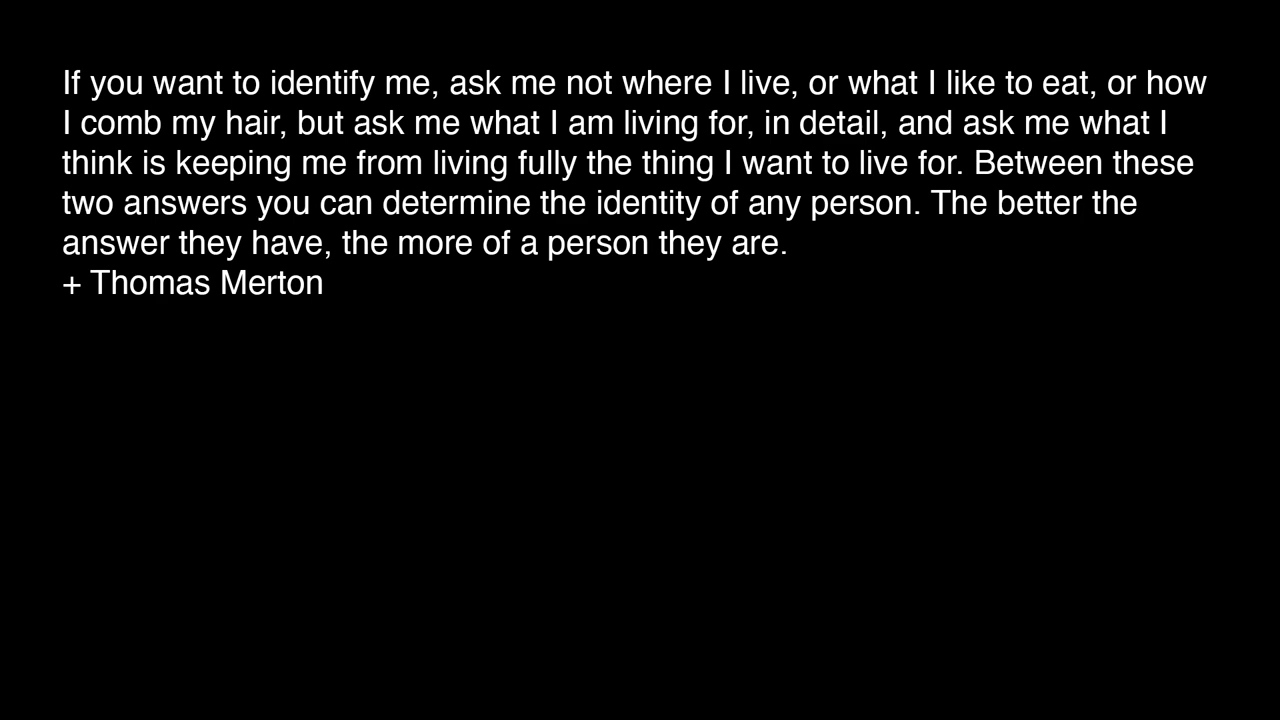 If you want to identify me, ask me not where I live, or what I like to eat, or how
I comb my hair, but ask me what I am living for, in detail, and ask me what I
think is keeping me from living fully the thing I want to live for. Between these
two answers you can determine the identity of any person. The better the
answer they have, the more of a person they are.
+ Thomas Merton